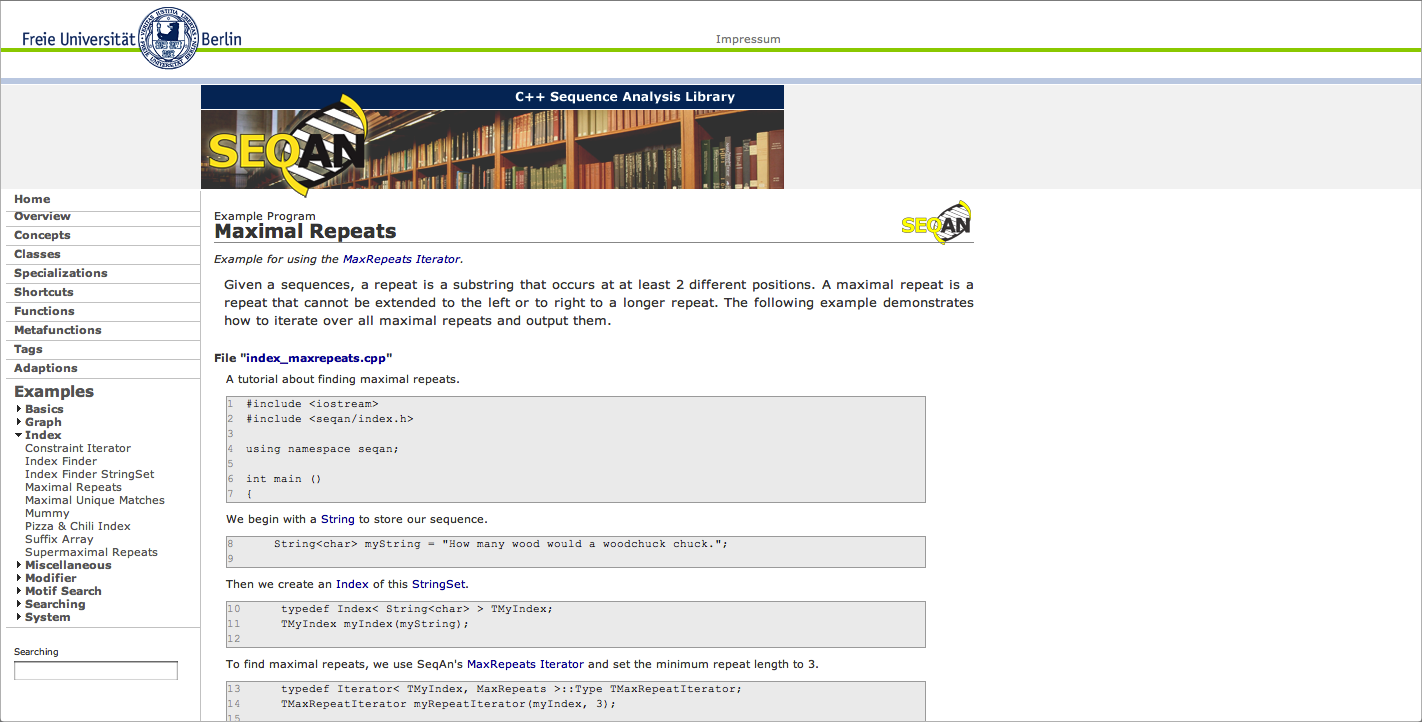 Freie Universität Berlin
Impressum
C++ Sequence Analysis Library
SEQAN
Home
Overview
Concepts
Classes
Specializations
Shortcuts
Functions
Metafunctions
Tags
Adaptions
Examples
Basics
Graph
Index
Constraint Iterator
Index Finder
Index Finder StringSet
Maximal Repeats
Maximal Unique Matches
Mummy
Pizza & Chili Index
Suffix Array
Supermaximal Repeats
Miscellaneous
Modifier
Motif Search
Searching
System
Searching
Example Program
Maximal Repeats
SEQAN
Example for using the MaxRepeats Iterator.
Given a sequences, a repeat is a substring that occurs at at least 2 different positions. A maximal repeat is a
repeat that cannot be extended to the left or to right to a longer repeat. The following example demonstrates
how to iterate over all maximal repeats and output them.
File "index_maxrepeats.cpp"
A tutorial about finding maximal repeats.
1 #include <iostream>
2 #include <seqan/index.h>
3
4 using namespace seqan;
5
6 int main ()
7 {
We begin with a String to store our sequence.
8 String<char> myString = "How many wood would a woodchuck chuck.";
9
Then we create an Index of this StringSet.
10 typedef Index< String<char> > TMyIndex;
11 TMyIndex myIndex(myString);
12
To find maximal repeats, we use SeqAn's MaxRepeats Iterator and set the minimum repeat length to 3.
13 typedef Iterator< TMyIndex, MaxRepeats >::Type TMaxRepeatIterator;
14 TMaxRepeatIterator myRepeatIterator(myIndex, 3);
15